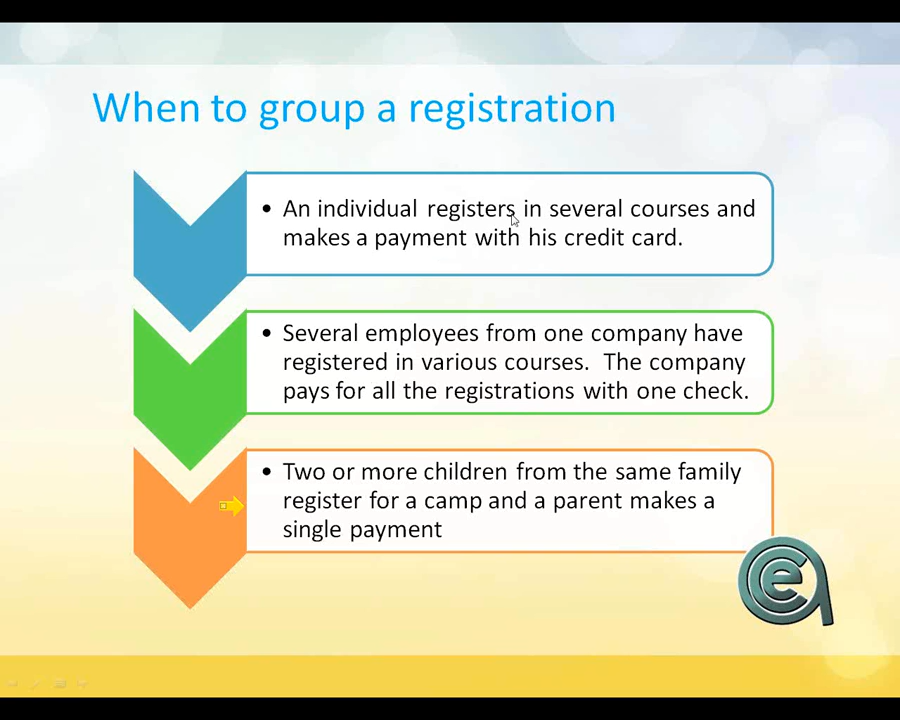 When to group a registration
• An individual registers in several courses and
makes a payment with his credit card.
• Several employees from one company have
registered in various courses.  The company
pays for all the registrations with one check.
• Two or more children from the same family
register for a camp and a parent makes a
single payment